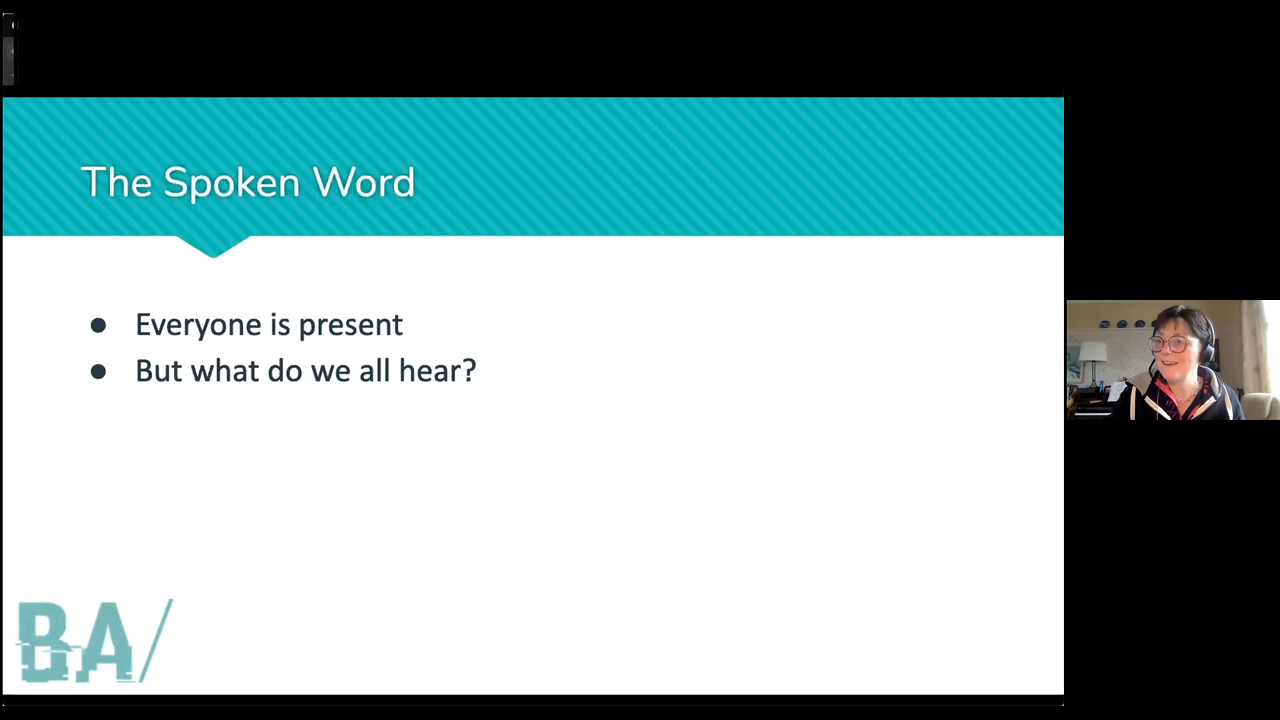 The Spoken Word
● Everyone is present
● But what do we all hear?
BA/